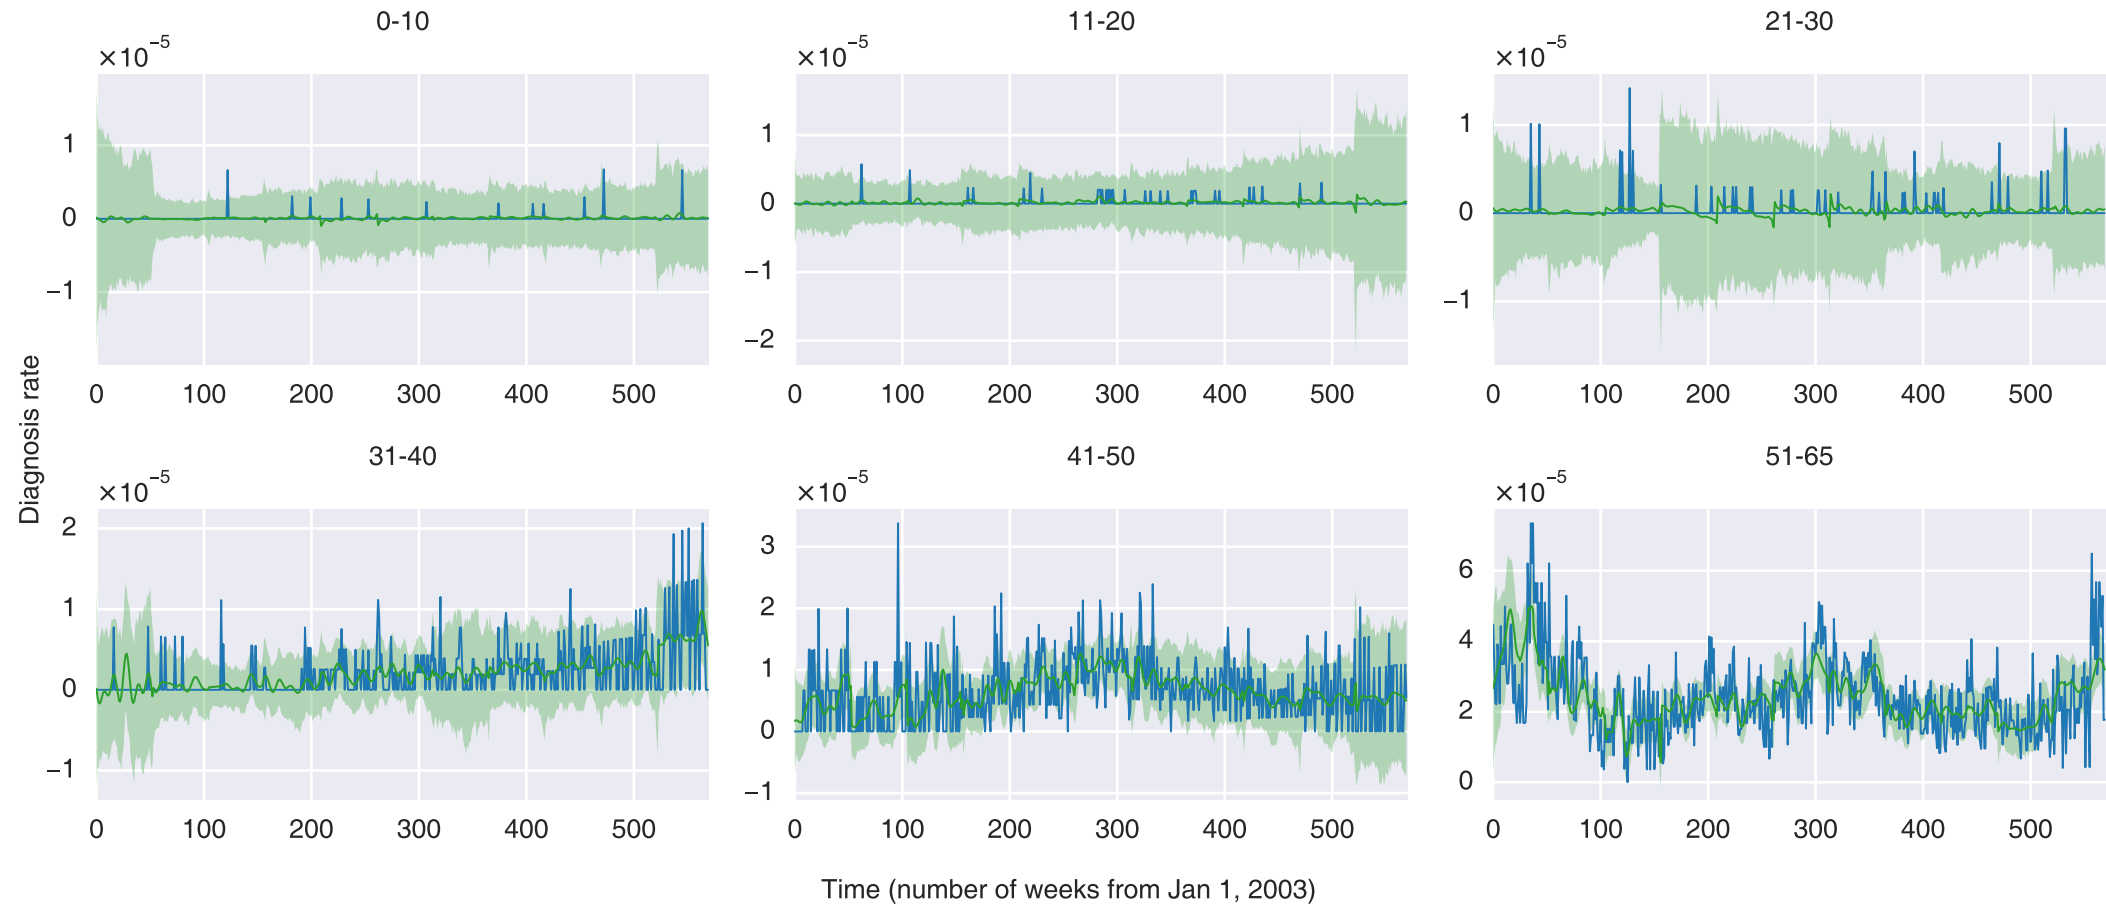 0-10 11-20 21-30
×10⁻⁵ ×10⁻⁵ ×10⁻⁵
1 0 −1
0 100 200 300 400 500
1 0 −1 −2
0 100 200 300 400 500
1 0 −1
0 100 200 300 400 500
Diagnosis rate
31-40 41-50 51-65
×10⁻⁵ ×10⁻⁵ ×10⁻⁵
2 1 0 −1
0 100 200 300 400 500
3 2 1 0 −1
0 100 200 300 400 500
6 4 2 0
0 100 200 300 400 500
Time (number of weeks from Jan 1, 2003)